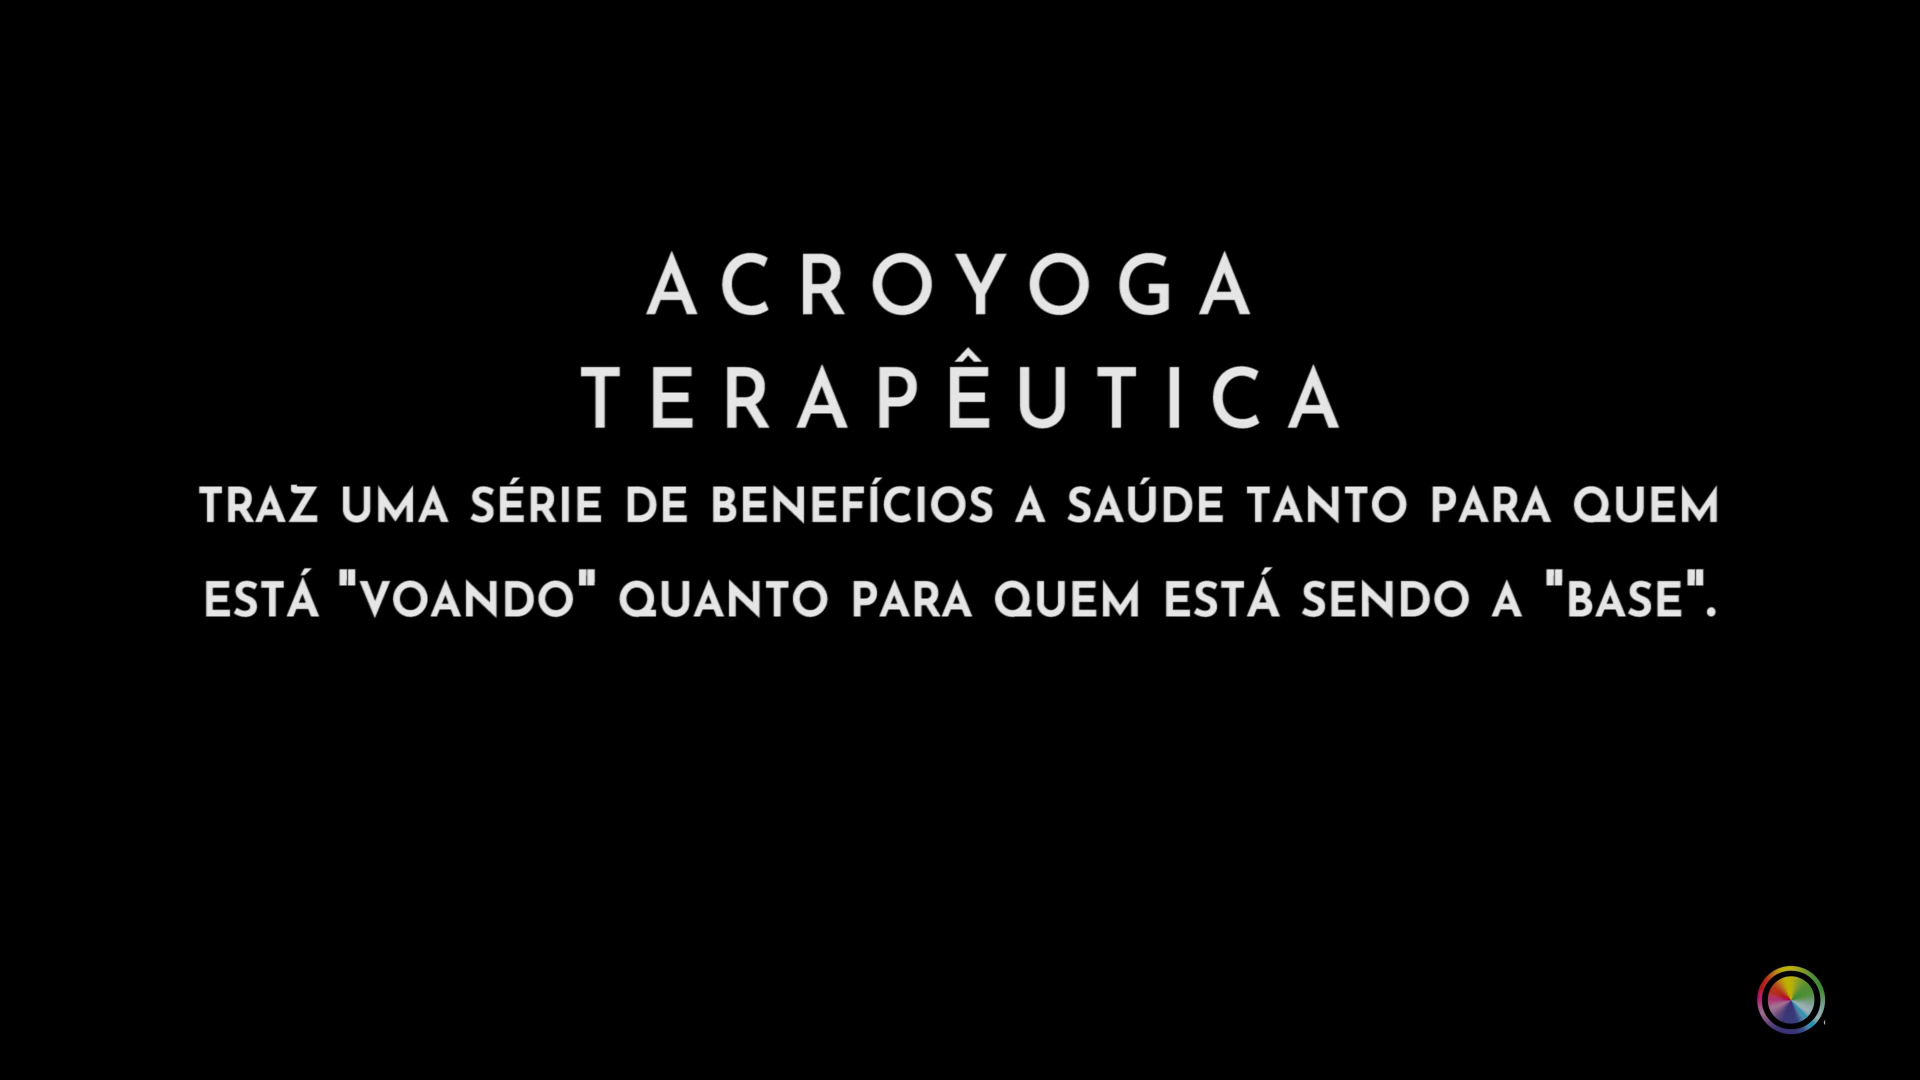 ACROYOGA
TERAPÊUTICA
TRAZ UMA SÉRIE DE BENEFÍCIOS A SAÚDE TANTO PARA QUEM
ESTÁ "VOANDO" QUANTO PARA QUEM ESTÁ SENDO A "BASE".